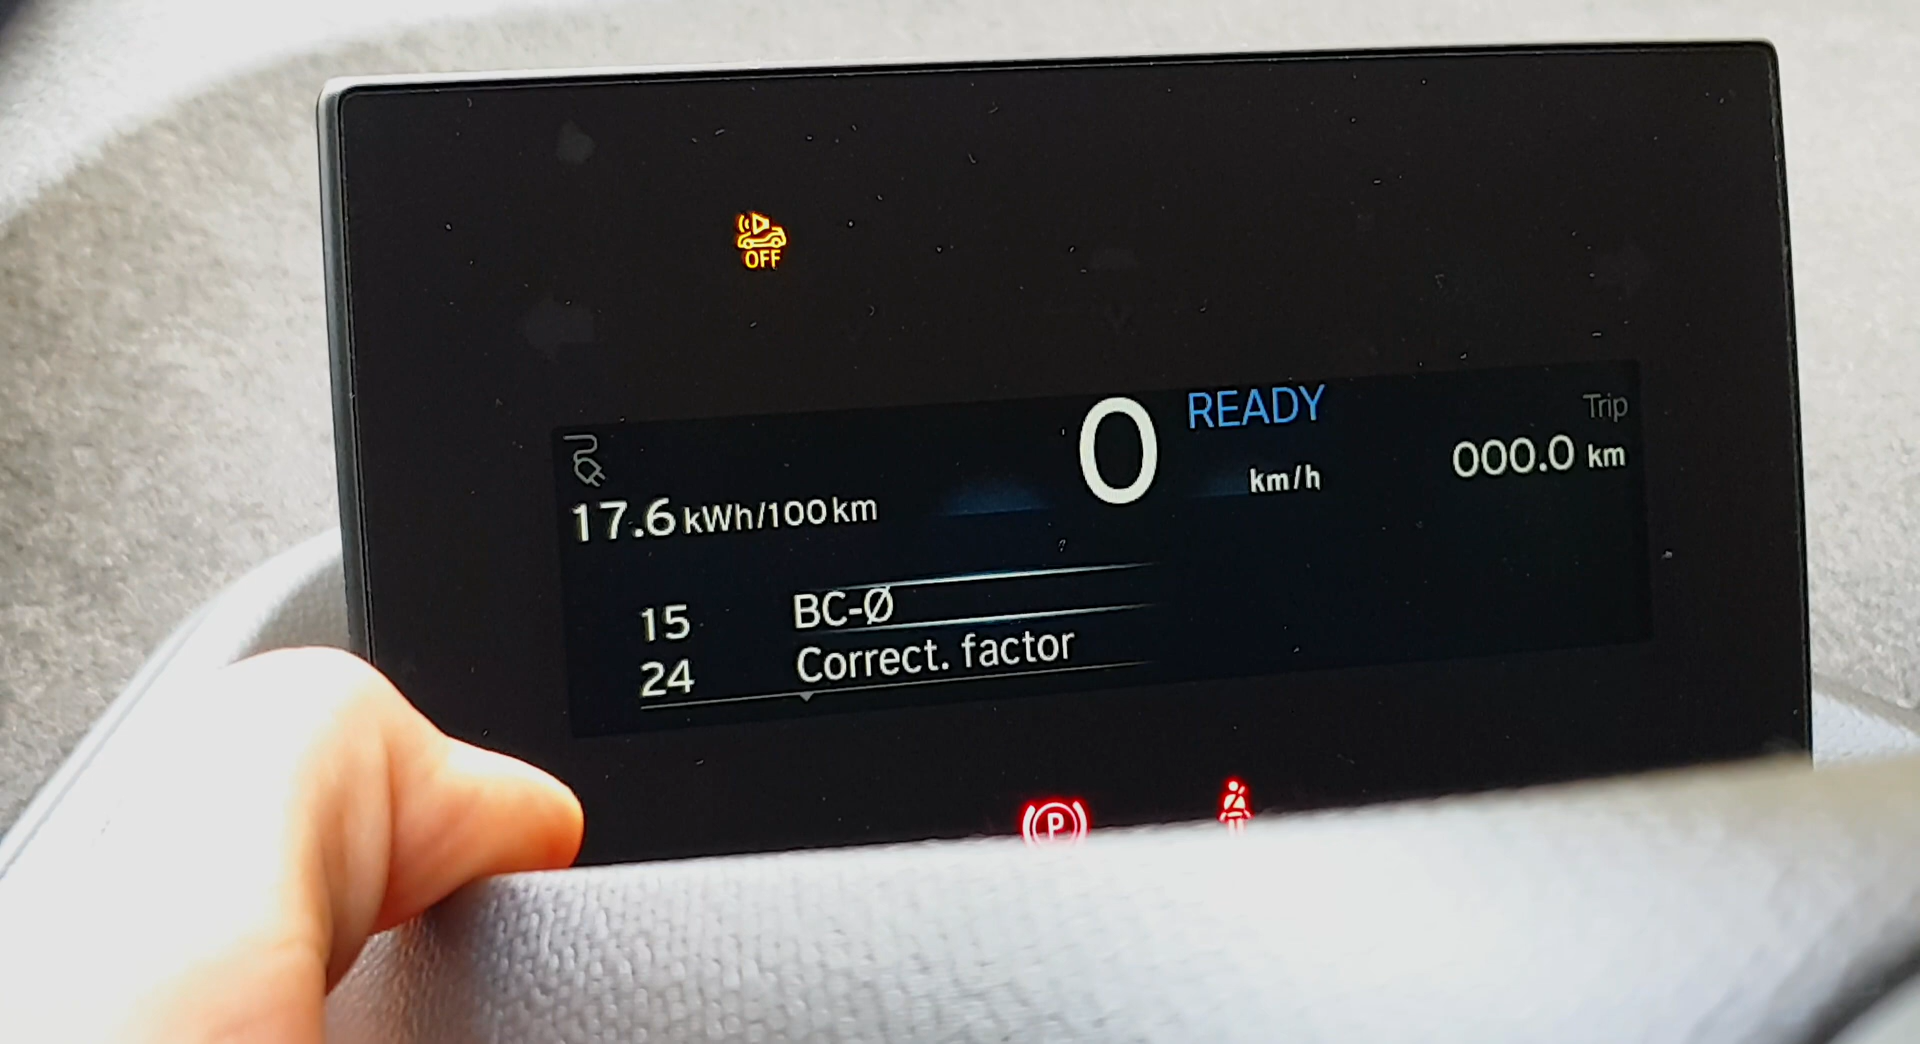 OFF
READY
Trip
0
km/h
000.0 km
17.6 kWh/100 km
15 BC-Ø
24 Correct. factor
P